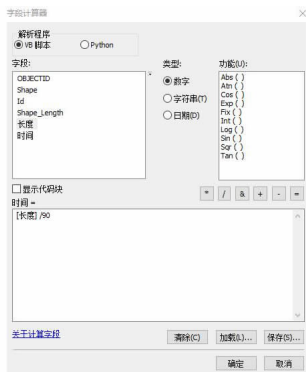 字段计算器
解析程序
VB 脚本
Python
字段:
类型:
功能(U):
OBJECTID
Shape
Id
Shape_Length
长度
时间
数字
字符串(T)
日期(D)
Abs ( )
Atn ( )
Cos ( )
Exp ( )
Fix ( )
Int ( )
Log ( )
Sin ( )
Sqr ( )
Tan ( )
显示代码块
* / & + - =
时间 =
[长度] /90
关于计算字段
清除(C)
加载(L)...
保存(S)...
确定
取消